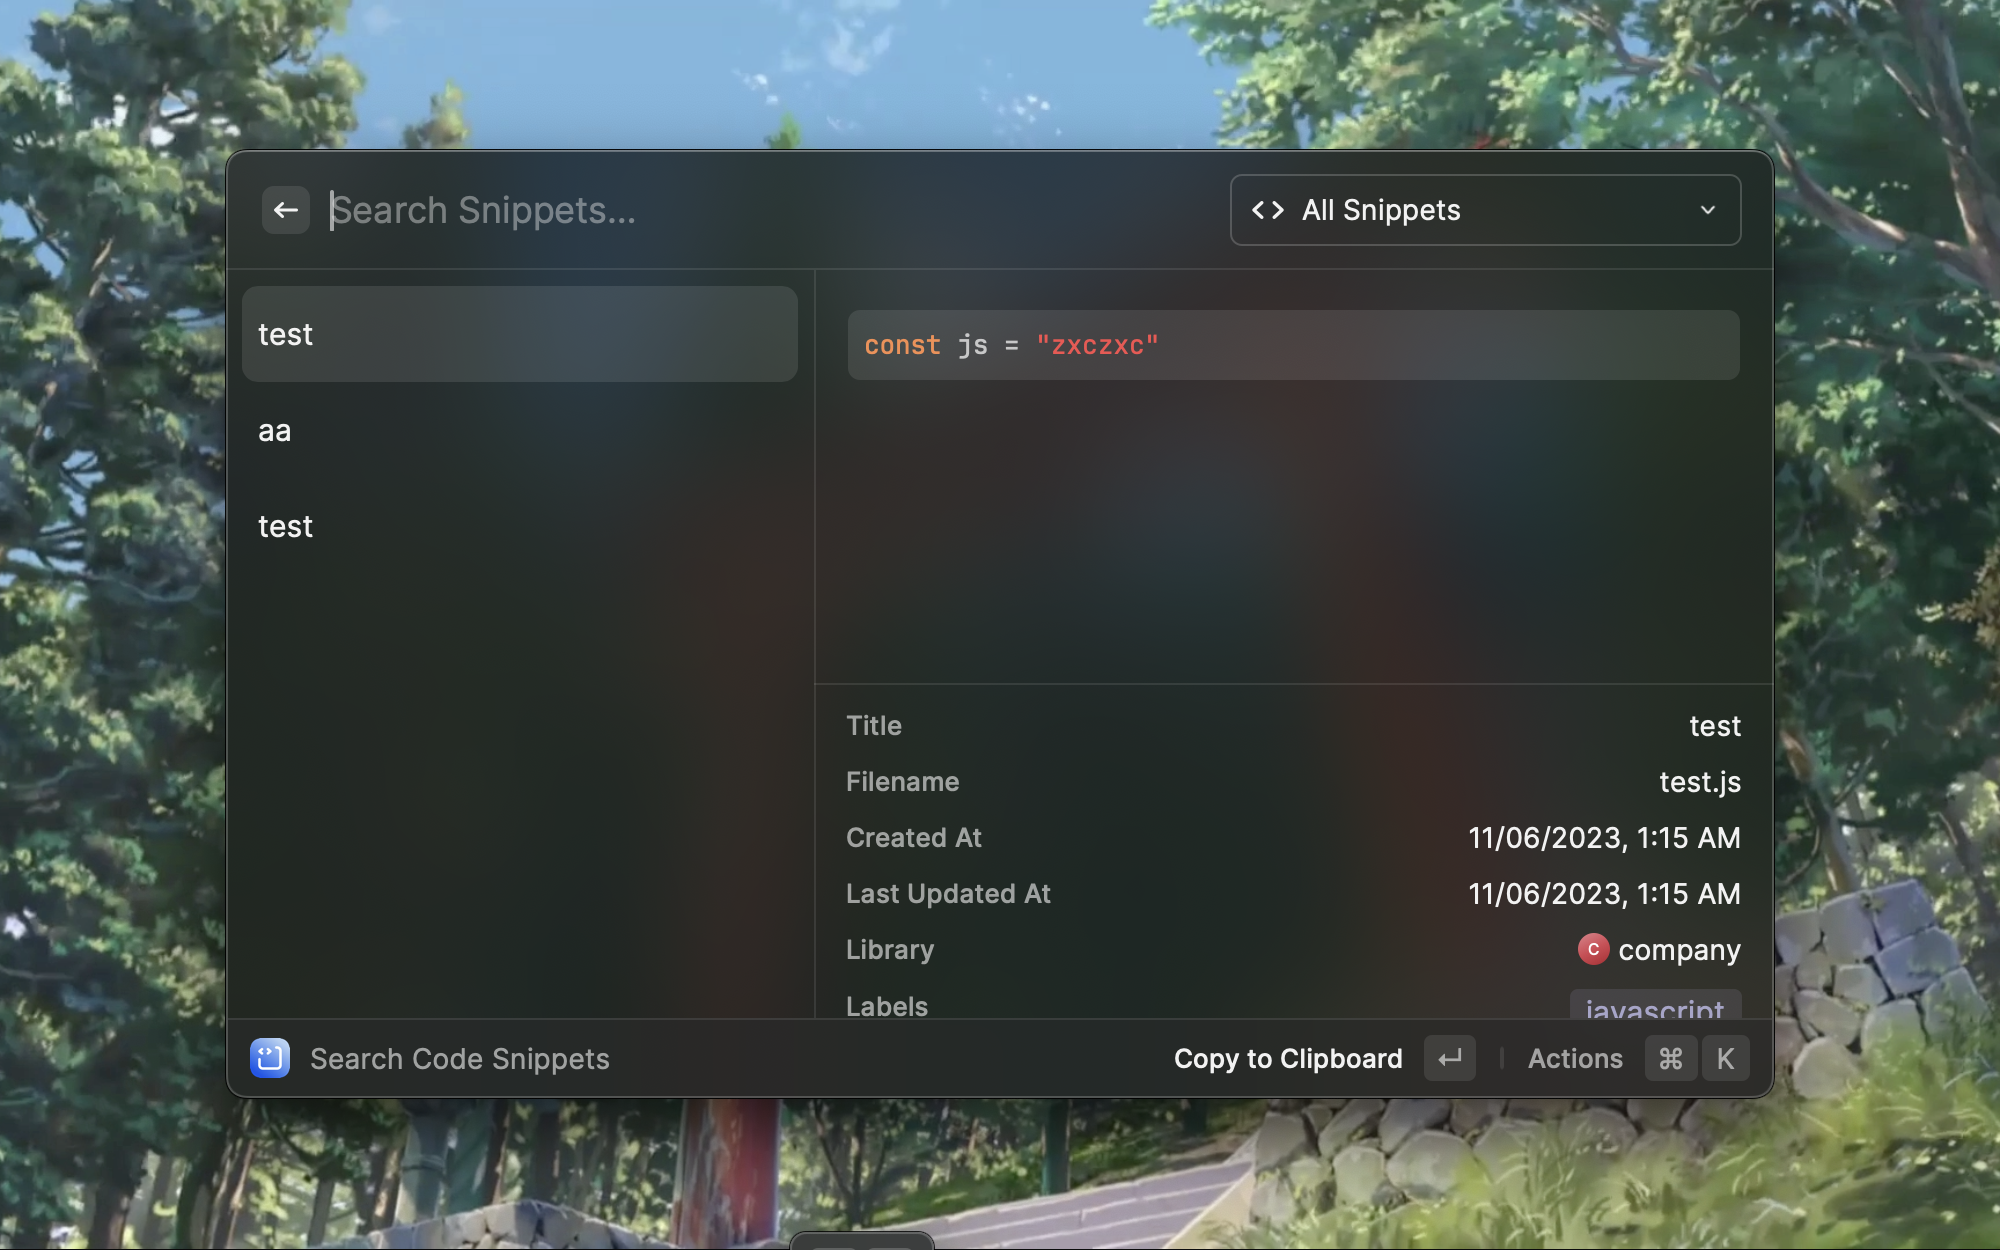 Search Snippets...
<> All Snippets
test
aa
test
const js = "zxczxc"
Title test
Filename test.js
Created At 11/06/2023, 1:15 AM
Last Updated At 11/06/2023, 1:15 AM
Library C company
Labels javascript
Search Code Snippets
Copy to Clipboard ↵ | Actions ⌘ K